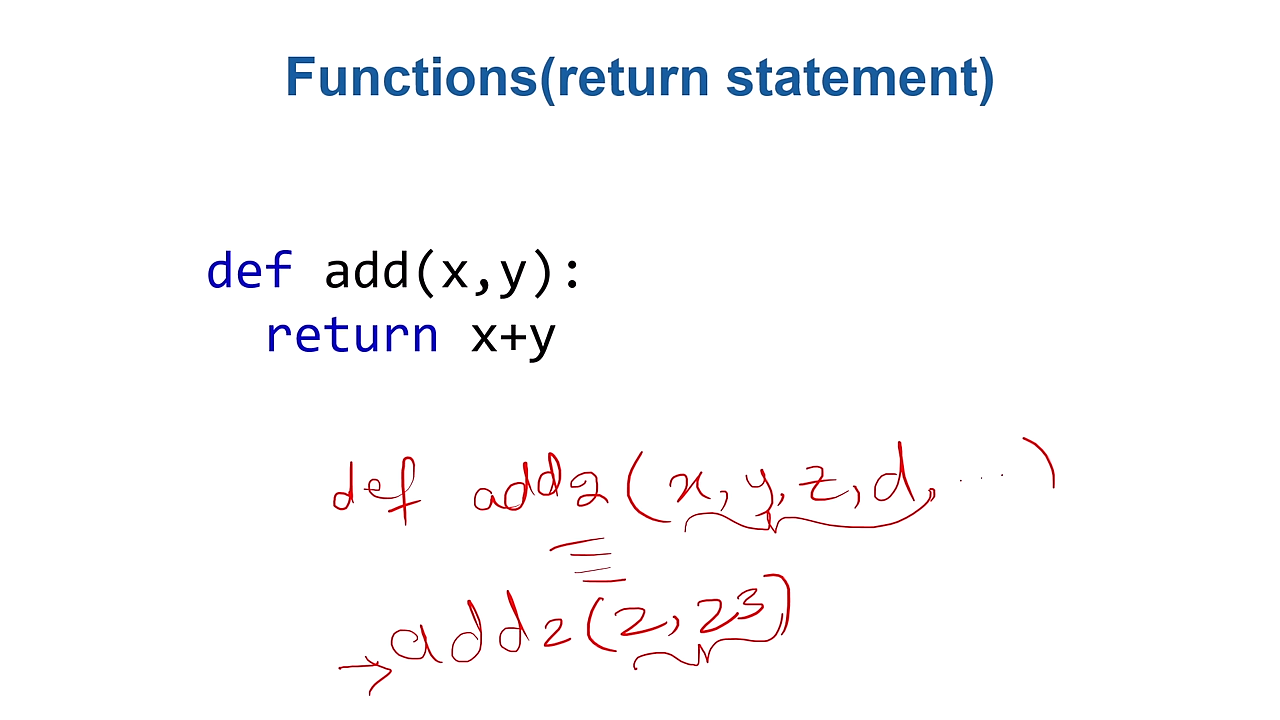 Functions(return statement)
def add(x,y):
return x+y
def add2(x,y,z,d,...)
add2(2,23)